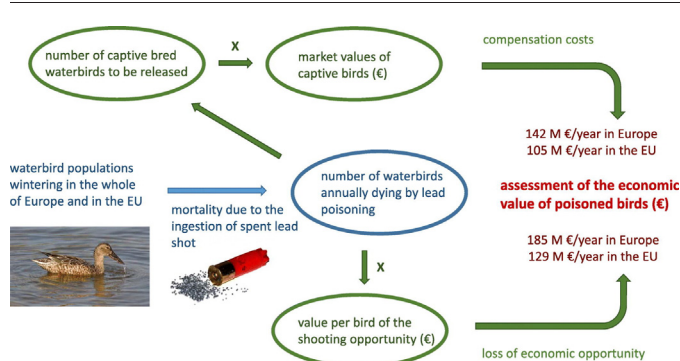 number of captive bred
waterbirds to be released
X
market values of
captive birds (€)
compensation costs
142 M €/year in Europe
105 M €/year in the EU
waterbird populations
wintering in the whole
of Europe and in the EU
mortality due to the
ingestion of spent lead
shot
number of waterbirds
annually dying by lead
poisoning
assessment of the economic
value of poisoned birds (€)
185 M €/year in Europe
129 M €/year in the EU
X
value per bird of the
shooting opportunity (€)
loss of economic opportunity